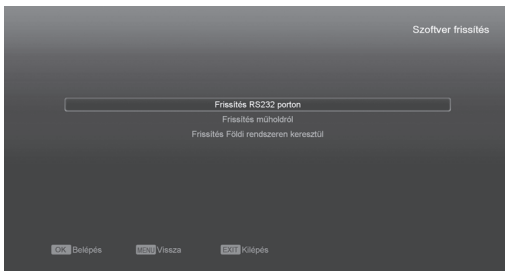 Szoftver frissítés
Frissítés RS232 porton
Frissítés műholdról
Frissítés Földi rendszeren keresztül
OK Belépés MENU Vissza EXIT Kilépés